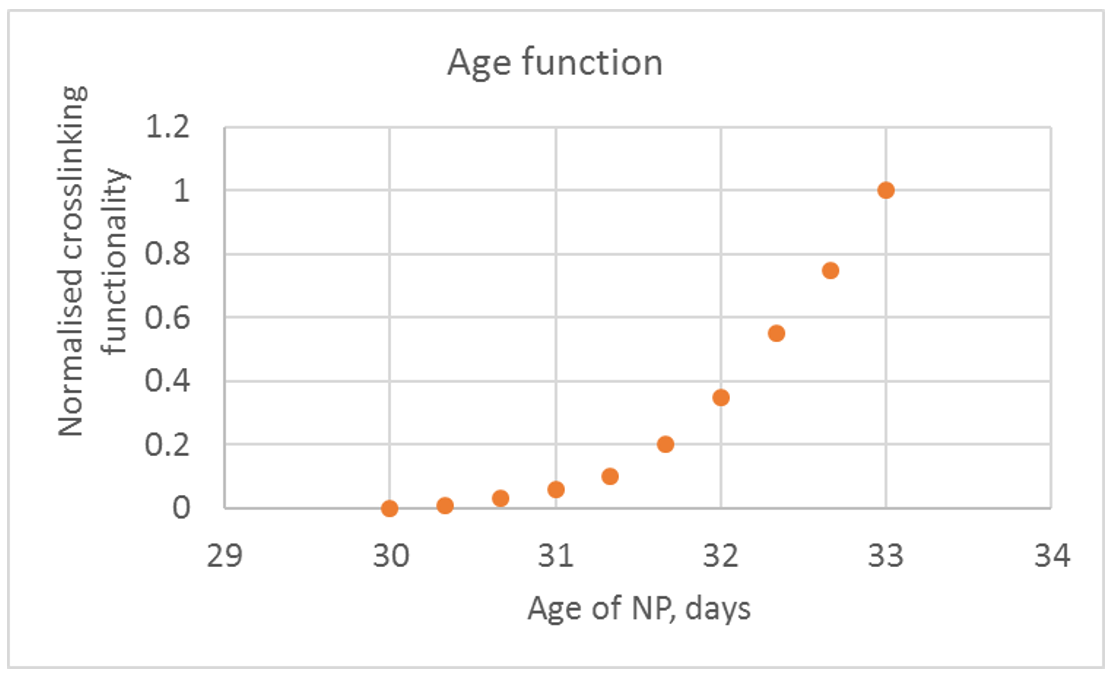 Age function
Normalised crosslinking
functionality
1.2
1
0.8
0.6
0.4
0.2
0
29 30 31 32 33 34
Age of NP, days